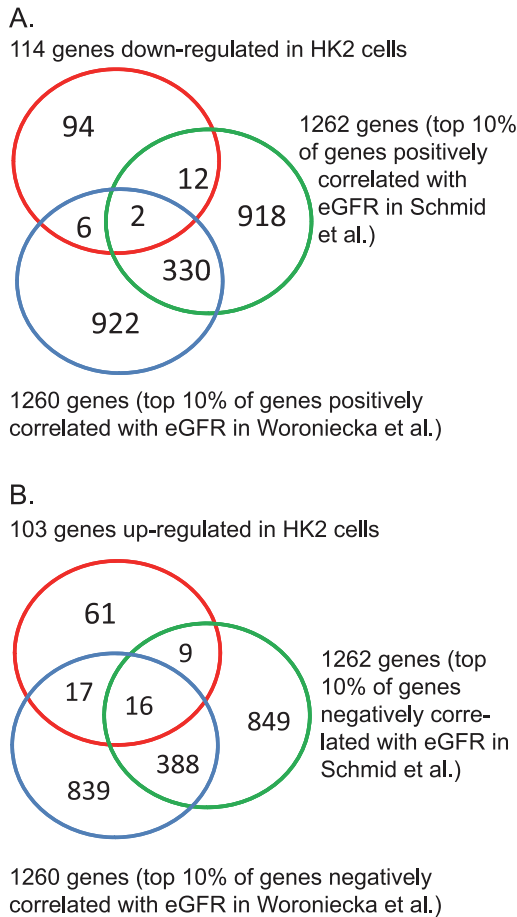 A.
114 genes down-regulated in HK2 cells
94
1262 genes (top 10%
of genes positively
correlated with
eGFR in Schmid
et al.)
12
6
2
918
330
922
1260 genes (top 10% of genes positively
correlated with eGFR in Woroniecka et al.)
B.
103 genes up-regulated in HK2 cells
61
9
1262 genes (top
10% of genes
negatively corre-
lated with eGFR in
Schmid et al.)
17
16
849
388
839
1260 genes (top 10% of genes negatively
correlated with eGFR in Woroniecka et al.)